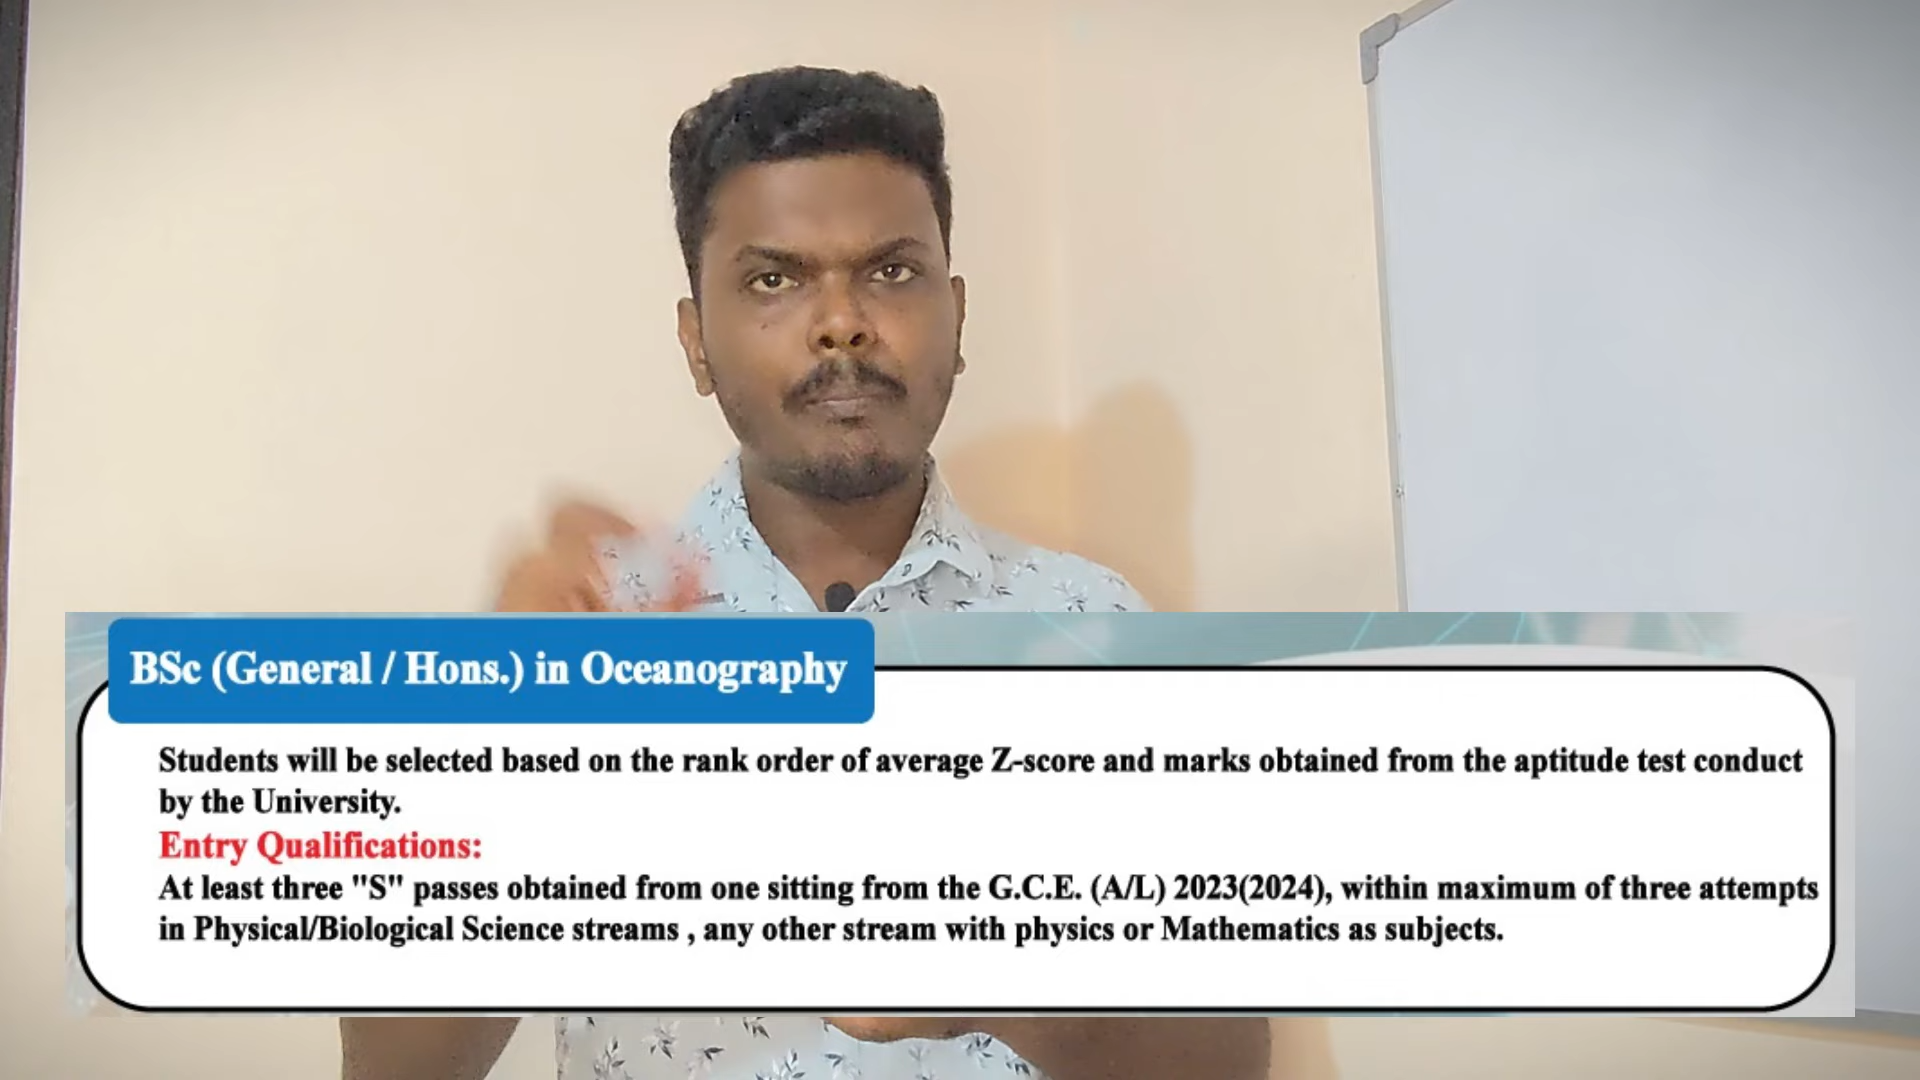 BSc (General / Hons.) in Oceanography
Students will be selected based on the rank order of average Z-score and marks obtained from the aptitude test conduct
by the University.
Entry Qualifications:
At least three "S" passes obtained from one sitting from the G.C.E. (A/L) 2023(2024), within maximum of three attempts
in Physical/Biological Science streams , any other stream with physics or Mathematics as subjects.